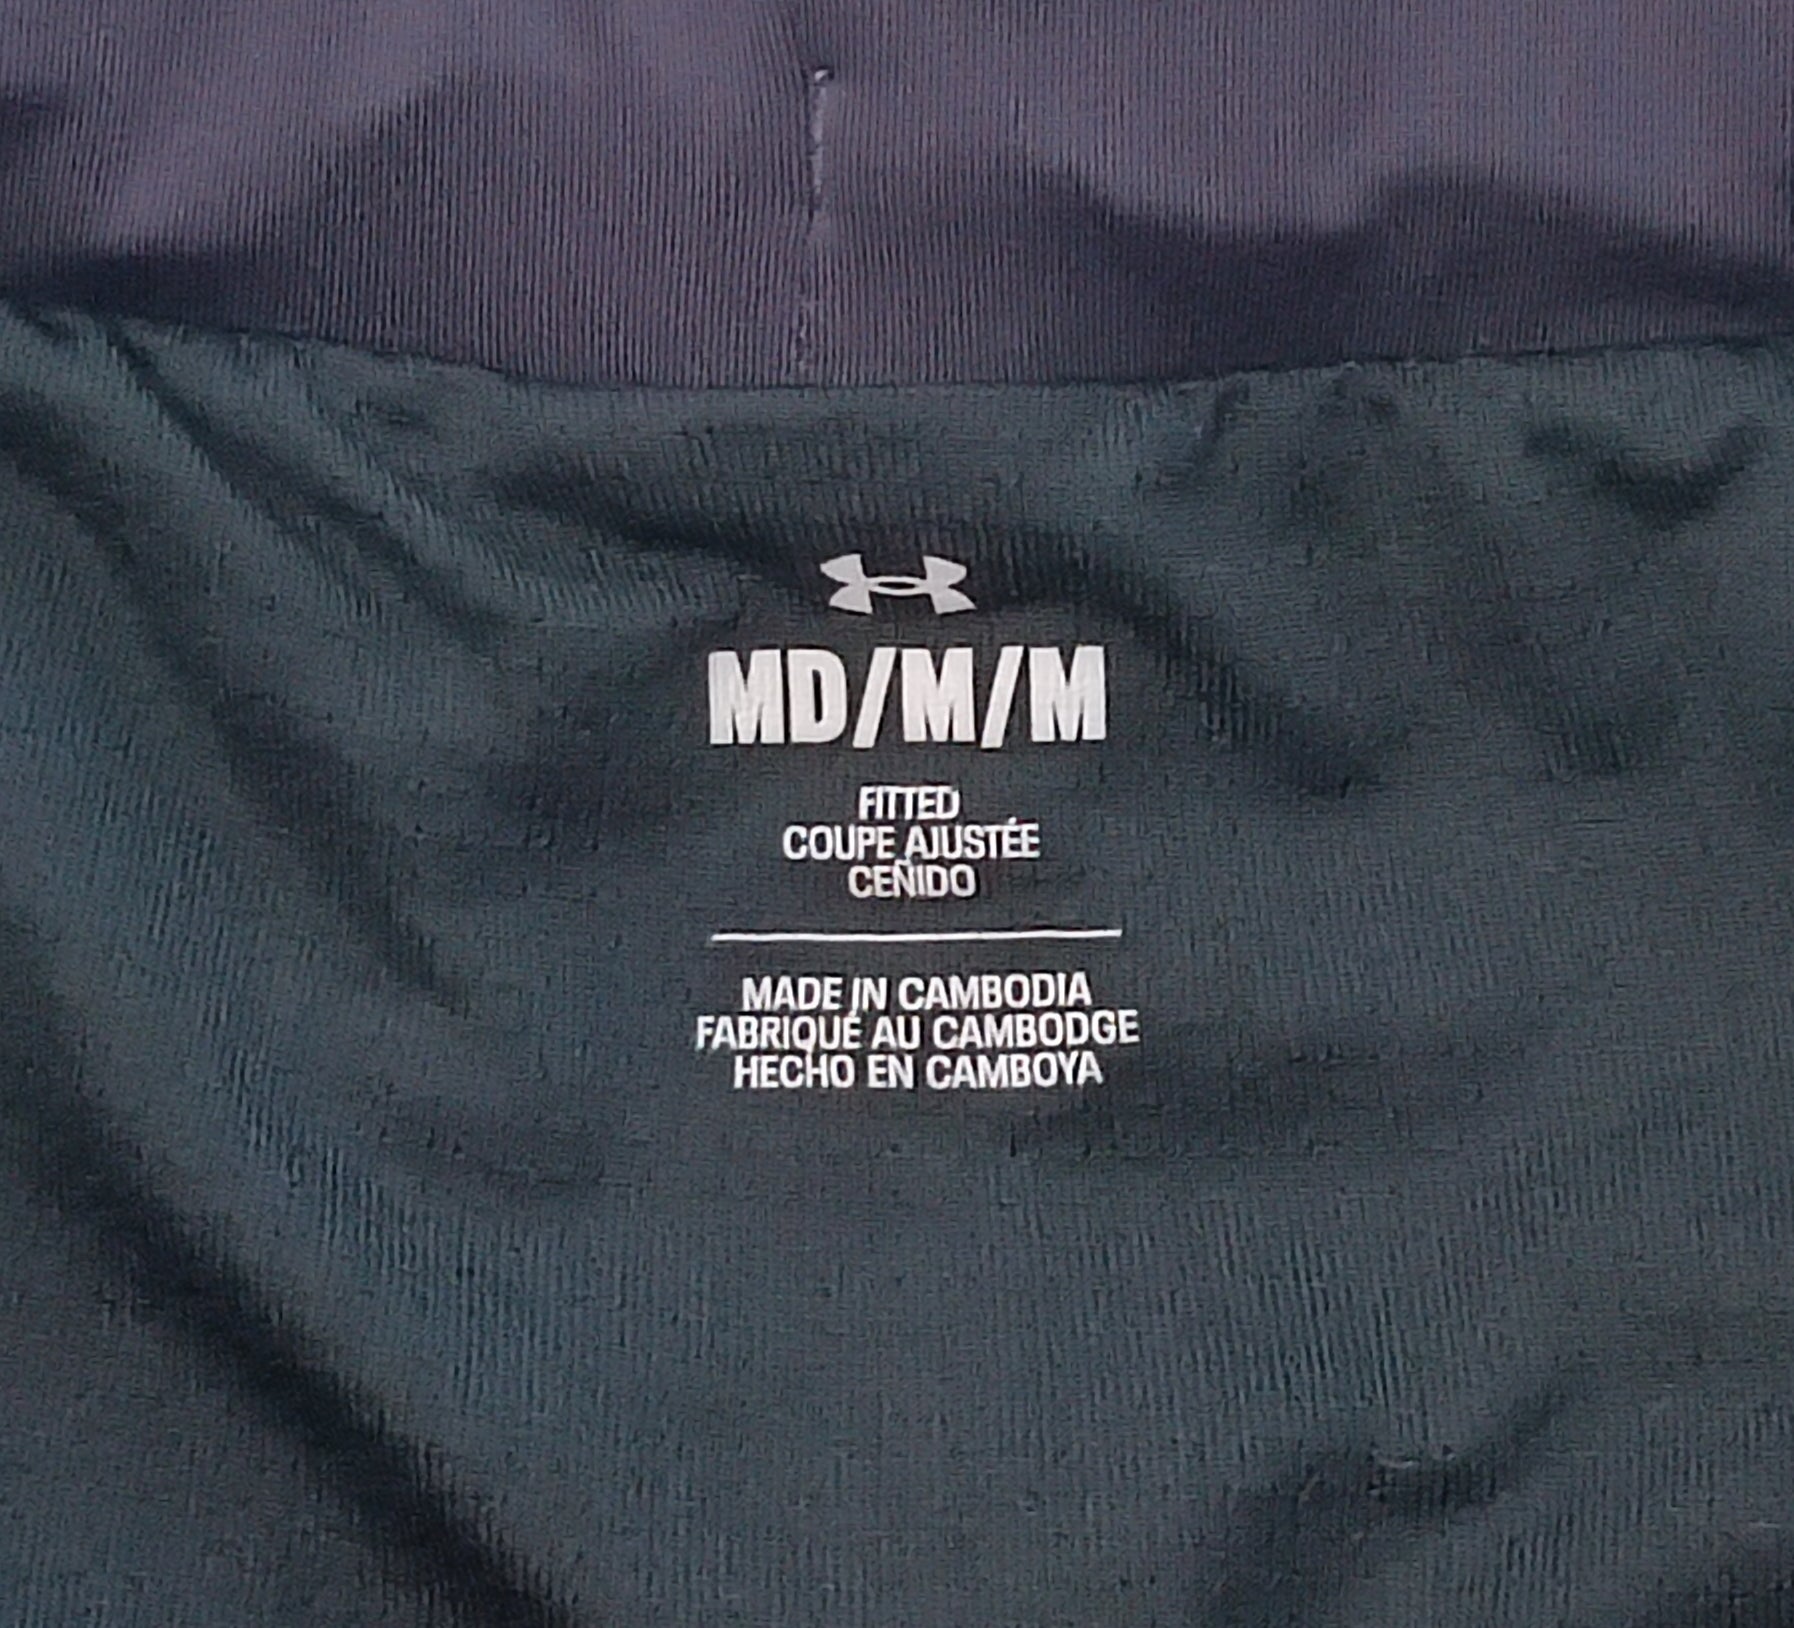 MD/M/M
FITTED
COUPE AJUSTÉE
CEÑIDO
MADE IN CAMBODIA
FABRIQUÉ AU CAMBODGE
HECHO EN CAMBOYA